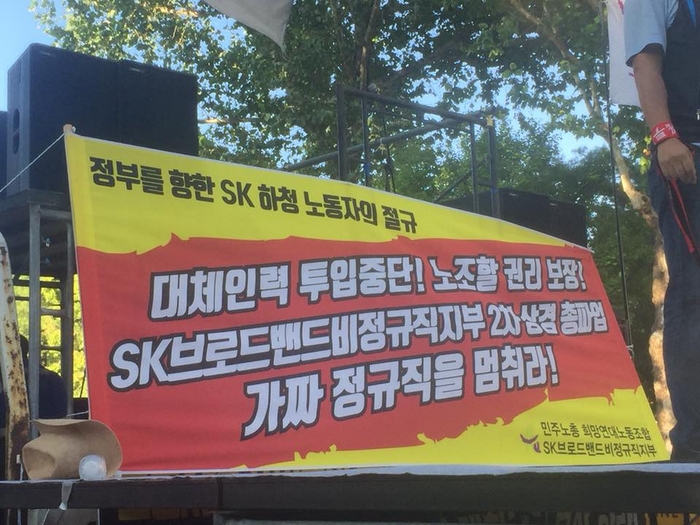 정부를 향한 SK 하청 노동자의 절규
대체인력 투입중단! 노조할 권리 보장!
SK브로드밴드비정규직지부 2차 상경 총파업
가짜 정규직을 멈춰라!
민주노총 희망연대노동조합
SK브로드밴드비정규직지부